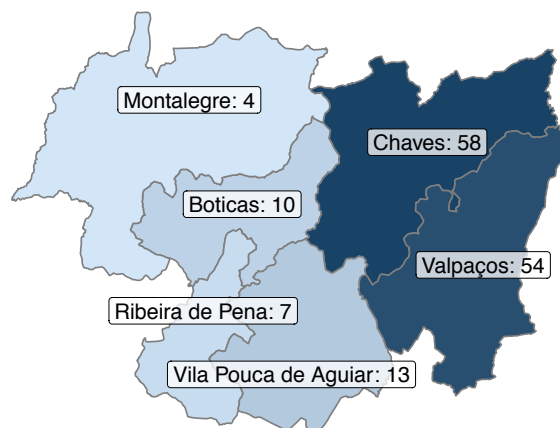 Montalegre: 4
Chaves: 58
Boticas: 10
Valpaços: 54
Ribeira de Pena: 7
Vila Pouca de Aguiar: 13